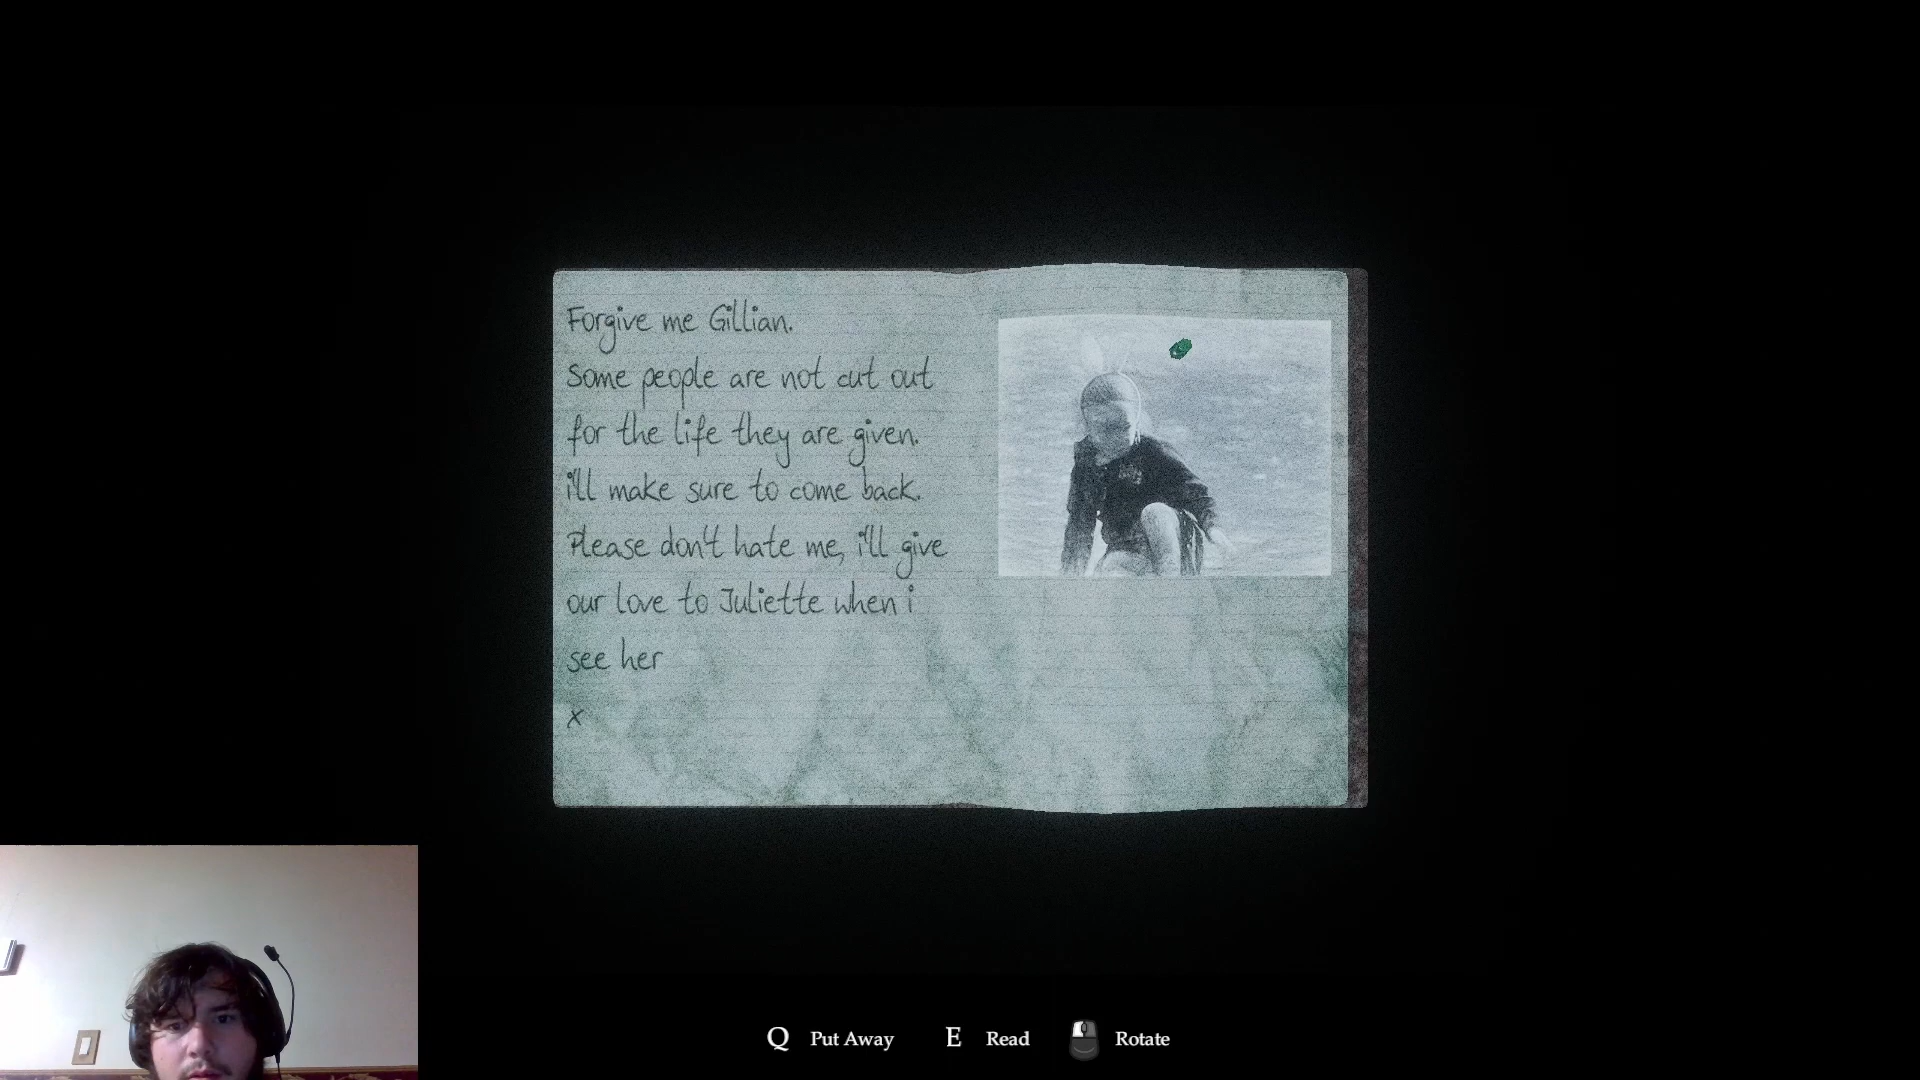 Forgive me Gillian.
Some people are not cut out
for the life they are given.
i'll make sure to come back.
Please don't hate me, i'll give
our love to Juliette when i
see her
x
Q Put Away E Read Rotate